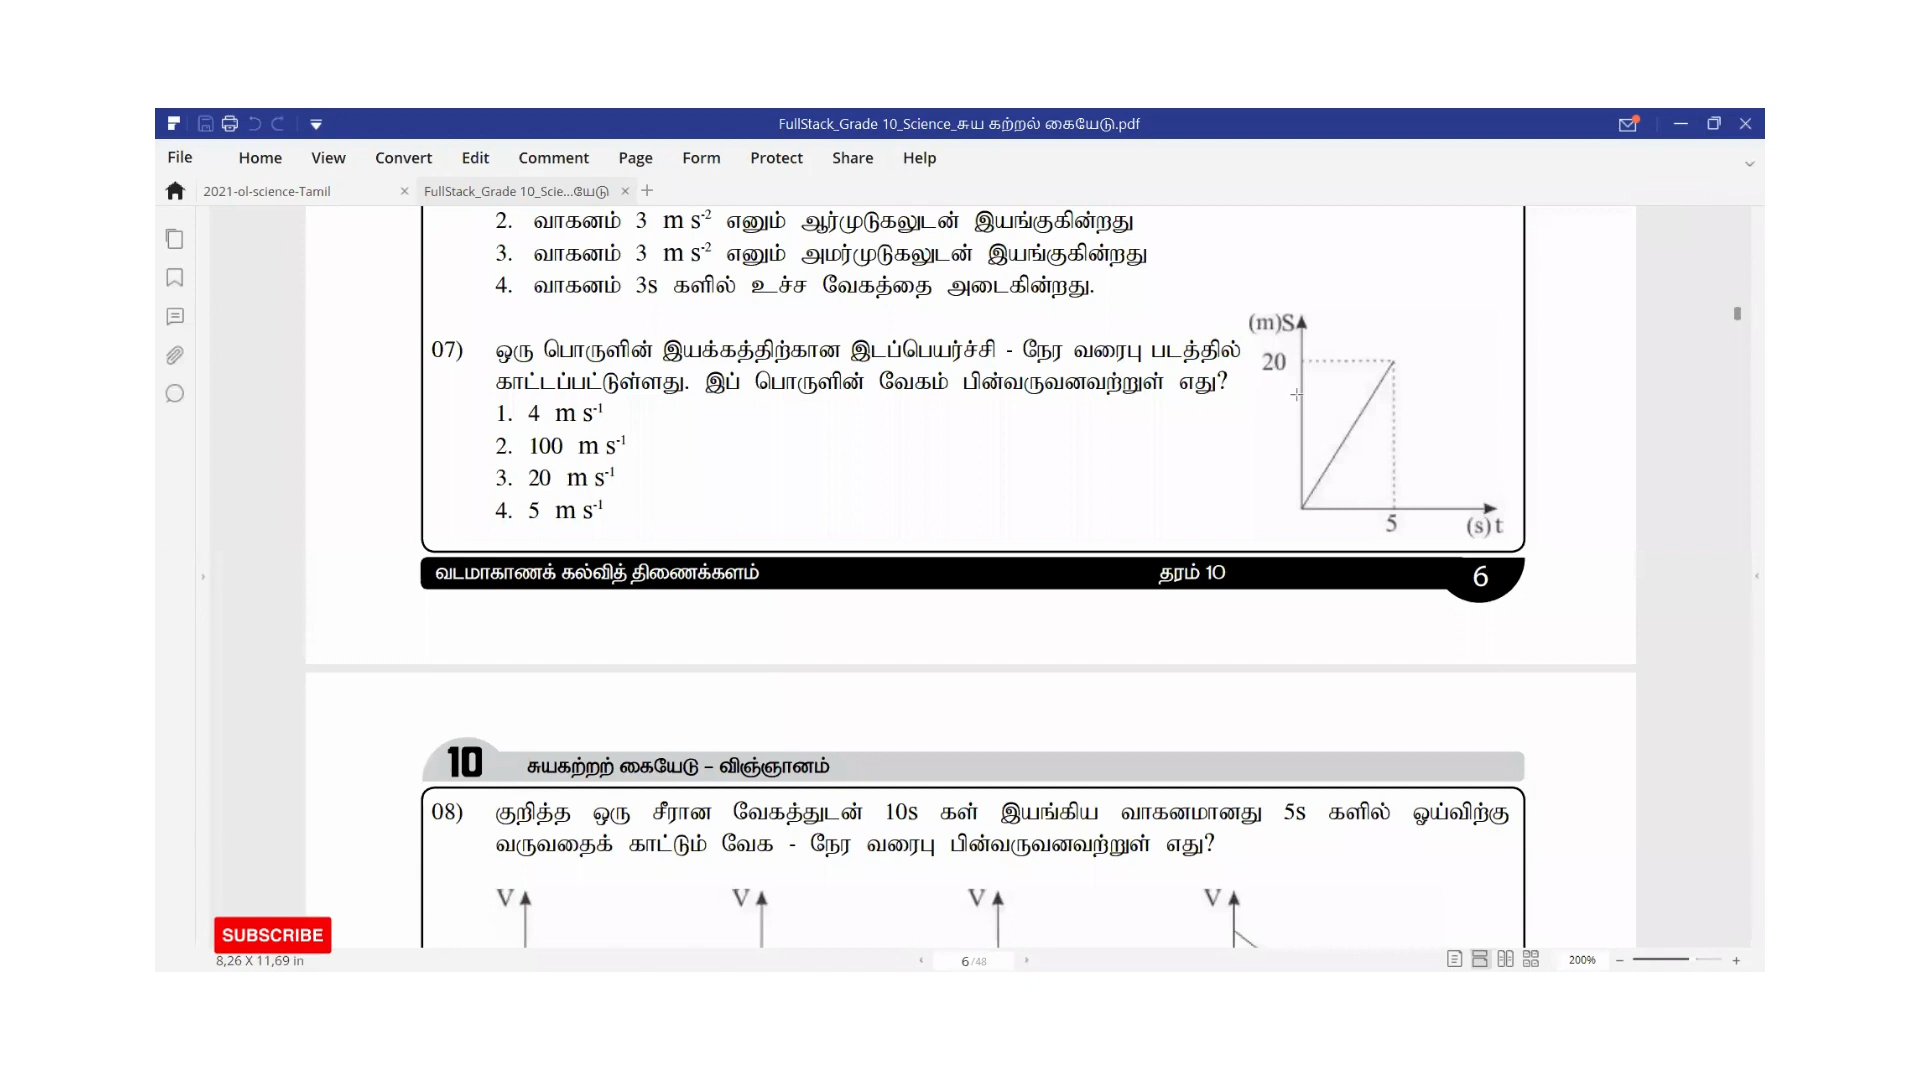 FullStack_Grade 10_Science_சுய கற்றல் கையேடு.pdf
File Home View Convert Edit Comment Page Form Protect Share Help
2021-ol-science-Tamil × FullStack_Grade 10_Scie...யேடு × +
2. வாகனம் 3 m s-2 எனும் ஆர்முடுகலுடன் இயங்குகின்றது
3. வாகனம் 3 m s-2 எனும் அமர்முடுகலுடன் இயங்குகின்றது
4. வாகனம் 3s களில் உச்ச வேகத்தை அடைகின்றது.
07) ஒரு பொருளின் இயக்கத்திற்கான இடப்பெயர்ச்சி - நேர வரைபு படத்தில்
காட்டப்பட்டுள்ளது. இப் பொருளின் வேகம் பின்வருவனவற்றுள் எது?
1. 4 m s-1
2. 100 m s-1
3. 20 m s-1
4. 5 m s-1
(m)S
20
5
(s)t
வடமாகாணக் கல்வித் திணைக்களம் தரம் 10 6
10 சுயகற்றற் கையேடு – விஞ்ஞானம்
08) குறித்த ஒரு சீரான வேகத்துடன் 10s கள் இயங்கிய வாகனமானது 5s களில் ஓய்விற்கு
வருவதைக் காட்டும் வேக - நேர வரைபு பின்வருவனவற்றுள் எது?
V V V V
SUBSCRIBE
8,26 X 11,69 in 6 /48 200%